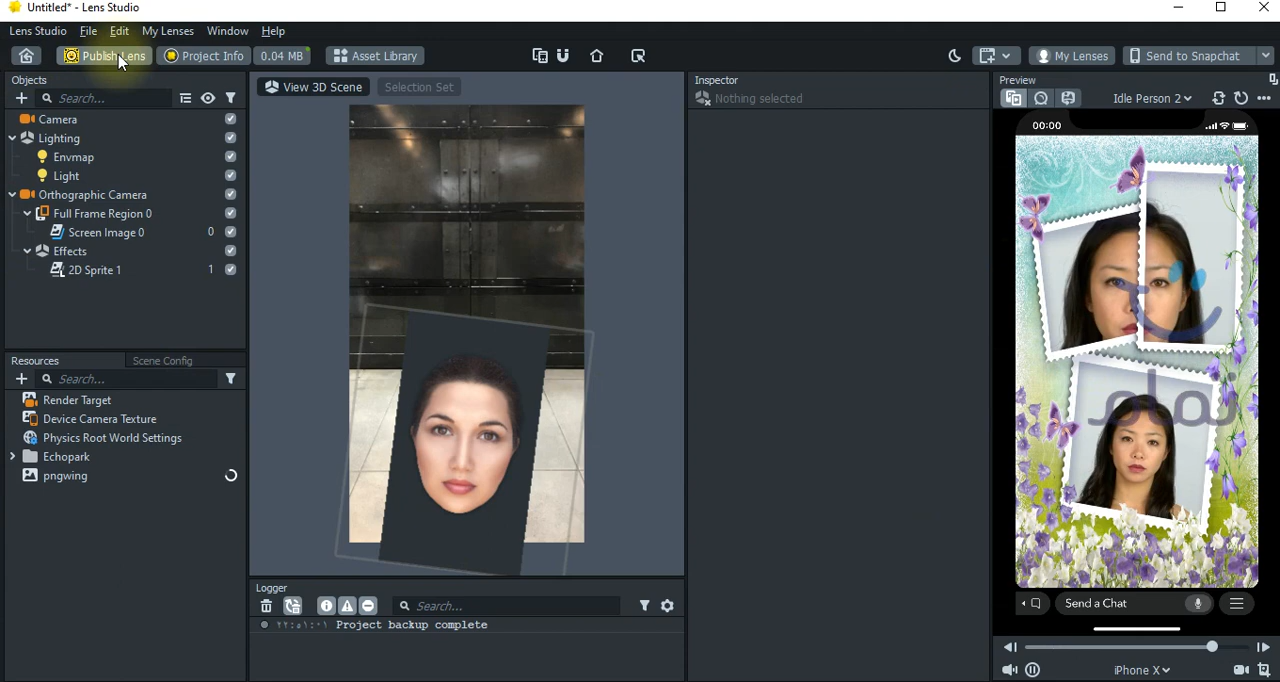 Untitled* - Lens Studio
Lens Studio File Edit My Lenses Window Help
Publish Lens Project Info 0.04 MB Asset Library My Lenses Send to Snapchat
Objects
Search...
Camera
Lighting
Envmap
Light
Orthographic Camera
Full Frame Region 0
Screen Image 0 0
Effects
2D Sprite 1 1
Resources Scene Config
Search...
Render Target
Device Camera Texture
Physics Root World Settings
Echopark
pngwing
View 3D Scene Selection Set
Logger
Search...
۲۲:۵۱:۰۱ Project backup complete
Inspector
Nothing selected
Preview
Idle Person 2
00:00
Send a Chat
iPhone X